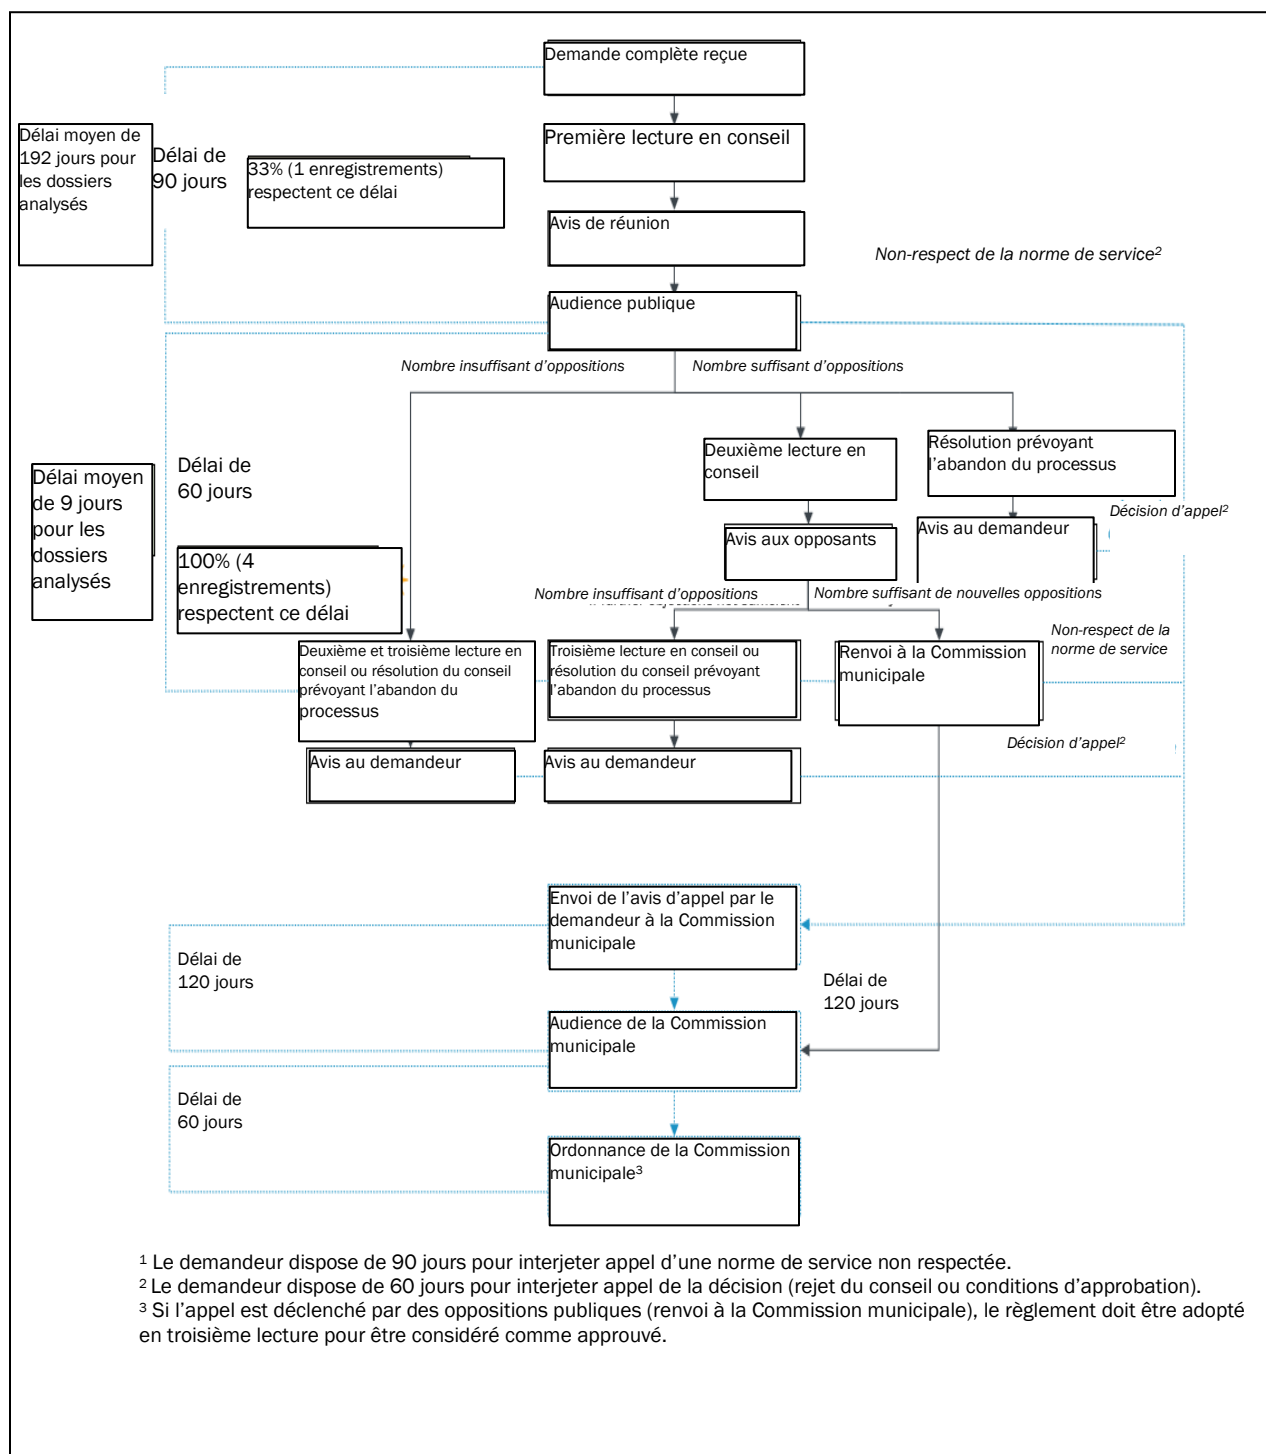 Demande complète reçue
Première lecture en conseil
Délai moyen de
192 jours pour
les dossiers
analysés
Délai de
90 jours
33% (1 enregistrements)
respectent ce délai
Avis de réunion
Non-respect de la norme de service²
Audience publique
Nombre insuffisant d’oppositions
Nombre suffisant d’oppositions
Deuxième lecture en
conseil
Résolution prévoyant
l’abandon du processus
Délai moyen
de 9 jours
pour les
dossiers
analysés
Délai de
60 jours
Décision d’appel²
Avis aux opposants
Avis au demandeur
100% (4
enregistrements)
respectent ce délai
Nombre insuffisant d’oppositions
Nombre suffisant de nouvelles oppositions
Non-respect de la
norme de service
Deuxième et troisième lecture en
conseil ou résolution du conseil
prévoyant l’abandon du
processus
Troisième lecture en conseil ou
résolution du conseil prévoyant
l’abandon du processus
Renvoi à la Commission
municipale
Décision d’appel²
Avis au demandeur
Avis au demandeur
Envoi de l’avis d’appel par le
demandeur à la Commission
municipale
Délai de
120 jours
Délai de
120 jours
Audience de la Commission
municipale
Délai de
60 jours
Ordonnance de la Commission
municipale³
¹ Le demandeur dispose de 90 jours pour interjeter appel d’une norme de service non respectée.
² Le demandeur dispose de 60 jours pour interjeter appel de la décision (rejet du conseil ou conditions d’approbation).
³ Si l’appel est déclenché par des oppositions publiques (renvoi à la Commission municipale), le règlement doit être adopté
en troisième lecture pour être considéré comme approuvé.